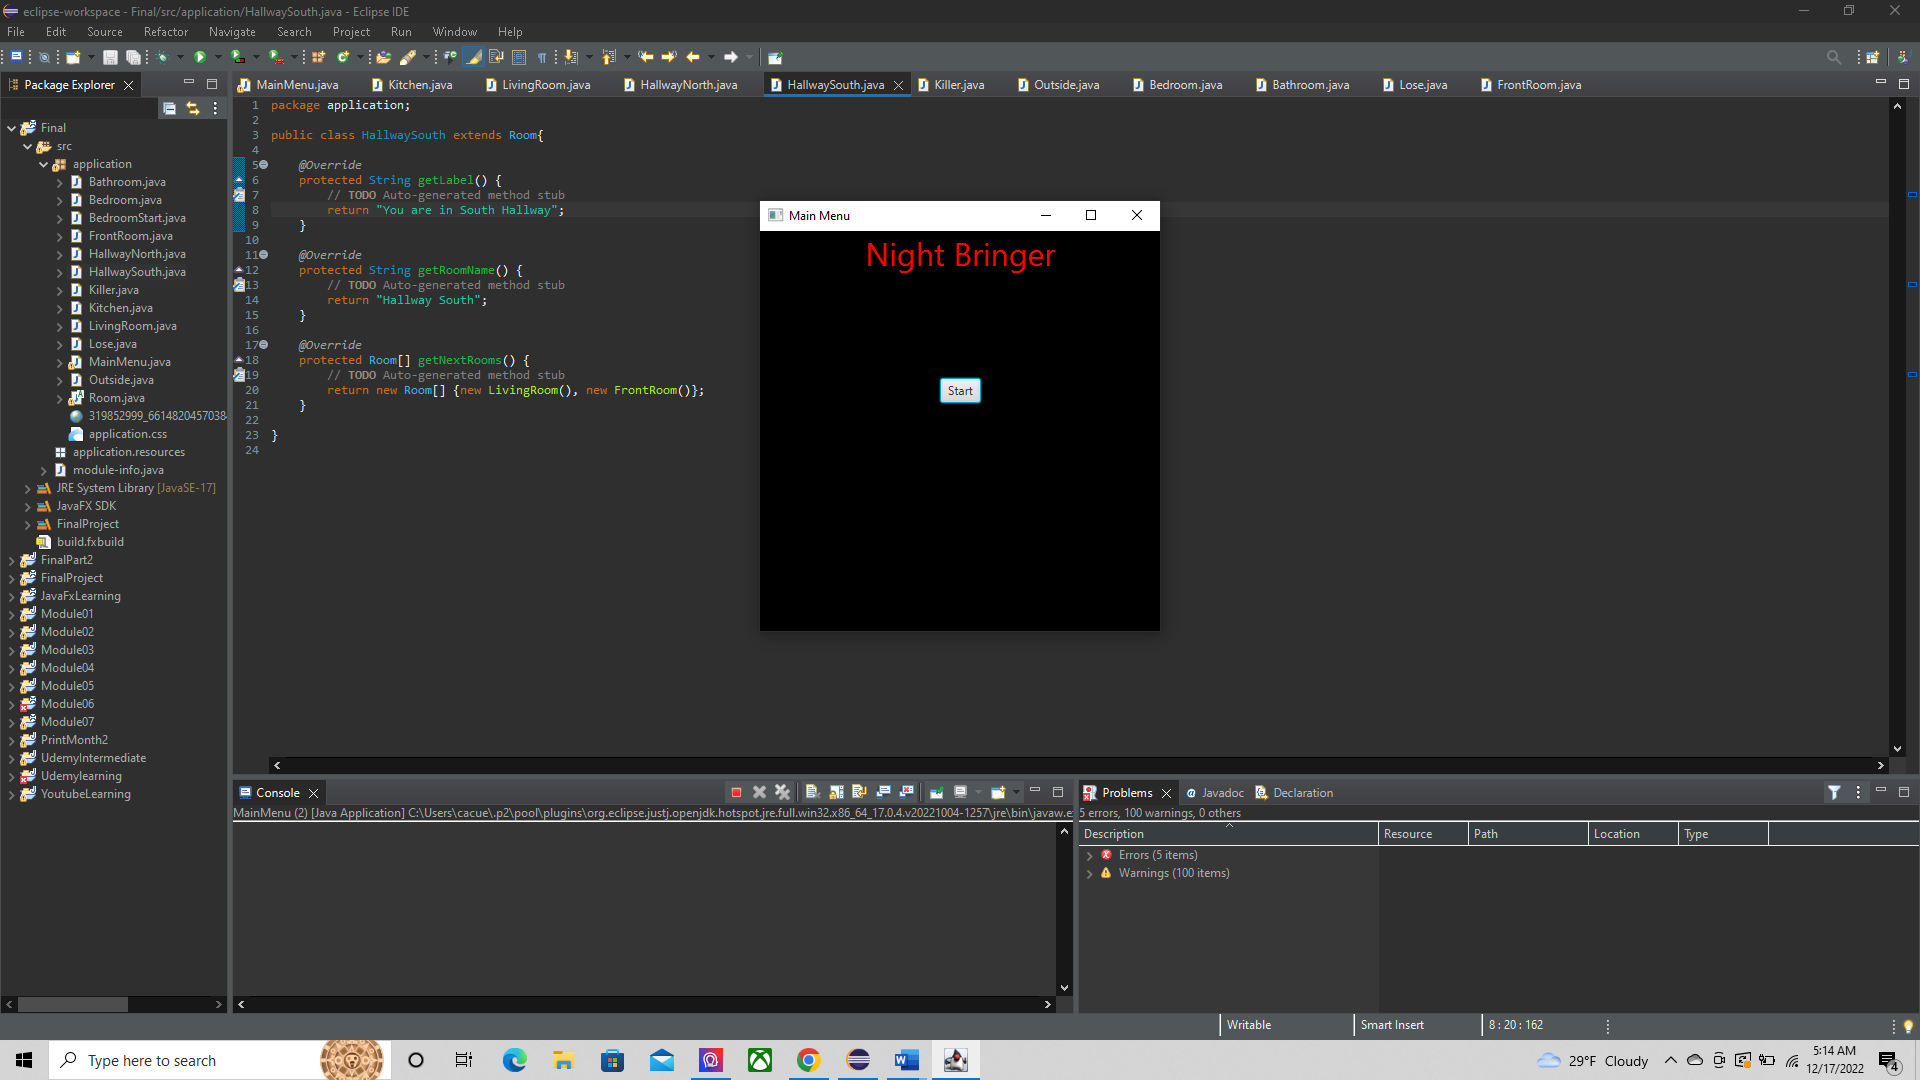 eclipse-workspace - Final/src/application/HallwaySouth.java - Eclipse IDE
File Edit Source Refactor Navigate Search Project Run Window Help
Package Explorer
MainMenu.java Kitchen.java LivingRoom.java HallwayNorth.java HallwaySouth.java Killer.java Outside.java Bedroom.java Bathroom.java Lose.java FrontRoom.java
Final
src
application
Bathroom.java
Bedroom.java
BedroomStart.java
FrontRoom.java
HallwayNorth.java
HallwaySouth.java
Killer.java
Kitchen.java
LivingRoom.java
Lose.java
MainMenu.java
Outside.java
Room.java
319852999_6614820457038
application.css
application.resources
module-info.java
JRE System Library [JavaSE-17]
JavaFX SDK
FinalProject
build.fxbuild
FinalPart2
FinalProject
JavaFxLearning
Module01
Module02
Module03
Module04
Module05
Module06
Module07
PrintMonth2
UdemyIntermediate
Udemylearning
YoutubeLearning
1 package application;
2
3 public class HallwaySouth extends Room{
4
5 @Override
6 protected String getLabel() {
7 // TODO Auto-generated method stub
8 return "You are in South Hallway";
9 }
10
11 @Override
12 protected String getRoomName() {
13 // TODO Auto-generated method stub
14 return "Hallway South";
15 }
16
17 @Override
18 protected Room[] getNextRooms() {
19 // TODO Auto-generated method stub
20 return new Room[] {new LivingRoom(), new FrontRoom()};
21 }
22
23 }
24
Main Menu
Night Bringer
Start
Console
MainMenu (2) [Java Application] C:\Users\cacue\.p2\pool\plugins\org.eclipse.justj.openjdk.hotspot.jre.full.win32.x86_64_17.0.4.v20221004-1257\jre\bin\javaw.e
Problems Javadoc Declaration
5 errors, 100 warnings, 0 others
Description Resource Path Location Type
Errors (5 items)
Warnings (100 items)
Writable Smart Insert 8 : 20 : 162
Type here to search
29°F Cloudy
5:14 AM
12/17/2022
4